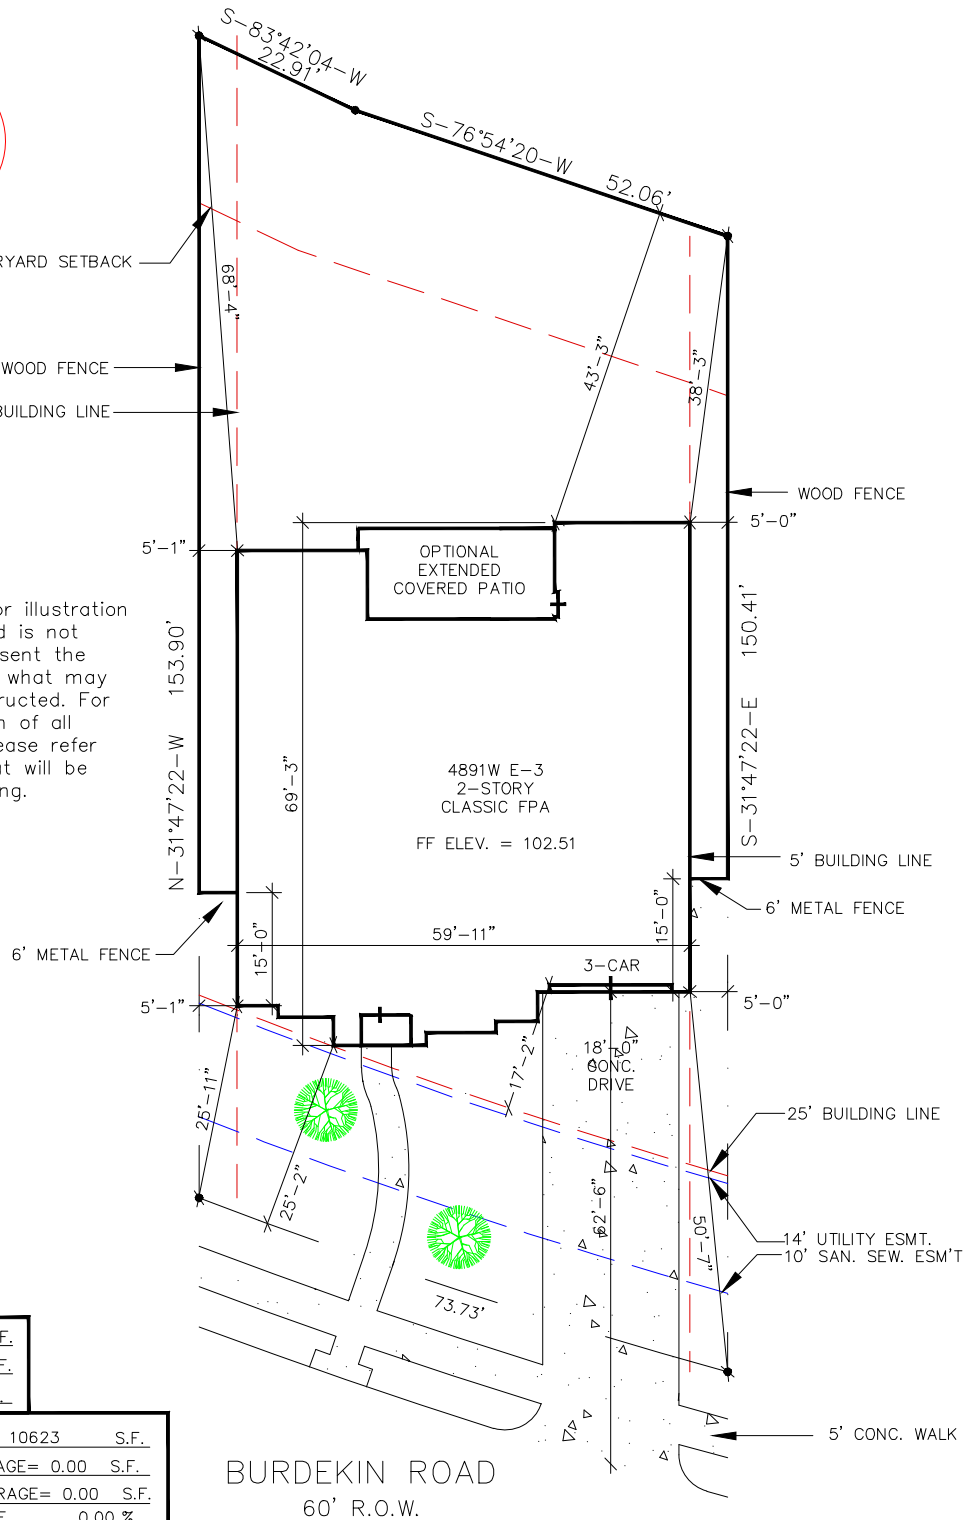 S-83°42'04-W
22.91'
S-76°54'20-W
52.06'
RYARD SETBACK
68'-4"
43'-3"
38'-3"
WOOD FENCE
BUILDING LINE
WOOD FENCE
5'-0"
5'-1"
OPTIONAL
EXTENDED
COVERED PATIO
or illustration
d is not
sent the
what may
ructed. For
n of all
ease refer
at will be
ng.
N-31°47'22-W 153.90'
S-31°47'22-E 150.41'
69'-3"
4891W E-3
2-STORY
CLASSIC FPA
FF ELEV. = 102.51
5' BUILDING LINE
6' METAL FENCE
6' METAL FENCE
15'-0"
15'-0"
59'-11"
3-CAR
5'-1"
5'-0"
18'-0"
CONC.
DRIVE
17'-2"
25'-11"
25'-2"
62'-6"
50'-7"
25' BUILDING LINE
14' UTILITY ESMT.
10' SAN. SEW. ESM'T
73.73'
5' CONC. WALK
F.
F.
10623 S.F.
AGE= 0.00 S.F.
RAGE= 0.00 S.F.
F 0.00 %
BURDEKIN ROAD
60' R.O.W.